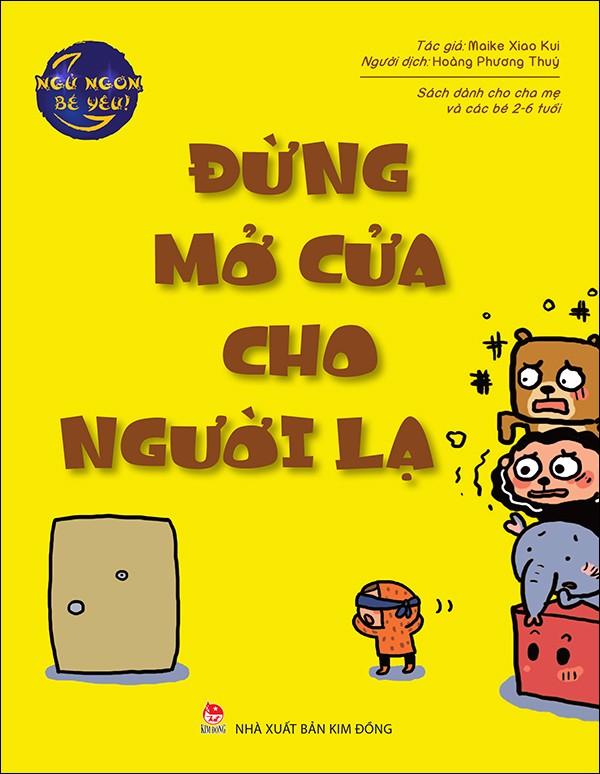 Tác giả: Maike Xiao Kui
Người dịch: Hoàng Phương Thuý
Sách dành cho cha mẹ
và các bé 2-6 tuổi
NGỦ NGON
BÉ YÊU!
ĐỪNG
MỞ CỬA
CHO
NGƯỜI LẠ
KIM ĐỒNG
NHÀ XUẤT BẢN KIM ĐỒNG